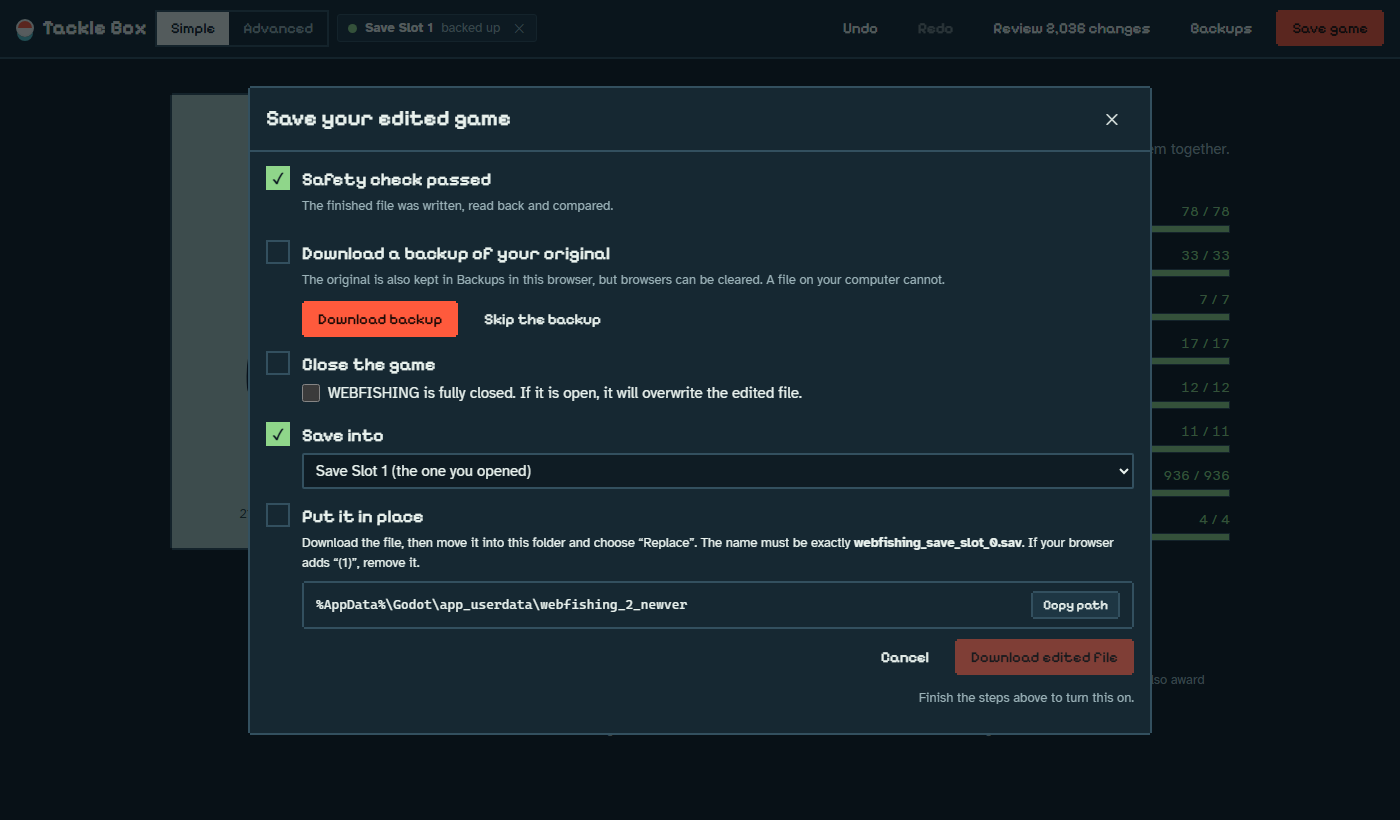 Tackle Box
Simple
Advanced
Save Slot 1 backed up
Undo
Redo
Review 2,036 changes
Backups
Save game
Save your edited game
em together.
Safety check passed
The finished file was written, read back and compared.
78 / 78
Download a backup of your original
33 / 33
The original is also kept in Backups in this browser, but browsers can be cleared. A file on your computer cannot.
7 / 7
Download backup
Skip the backup
17 / 17
Close the game
WEBFISHING is fully closed. If it is open, it will overwrite the edited file.
12 / 12
Save into
11 / 11
Save Slot 1 (the one you opened)
936 / 936
Put it in place
2
4 / 4
Download the file, then move it into this folder and choose “Replace”. The name must be exactly webfishing_save_slot_0.sav. If your browser
adds “(1)”, remove it.
%AppData%\Godot\app_userdata\webfishing_2_newver
Copy path
Cancel
Download edited file
lso award
Finish the steps above to turn this on.